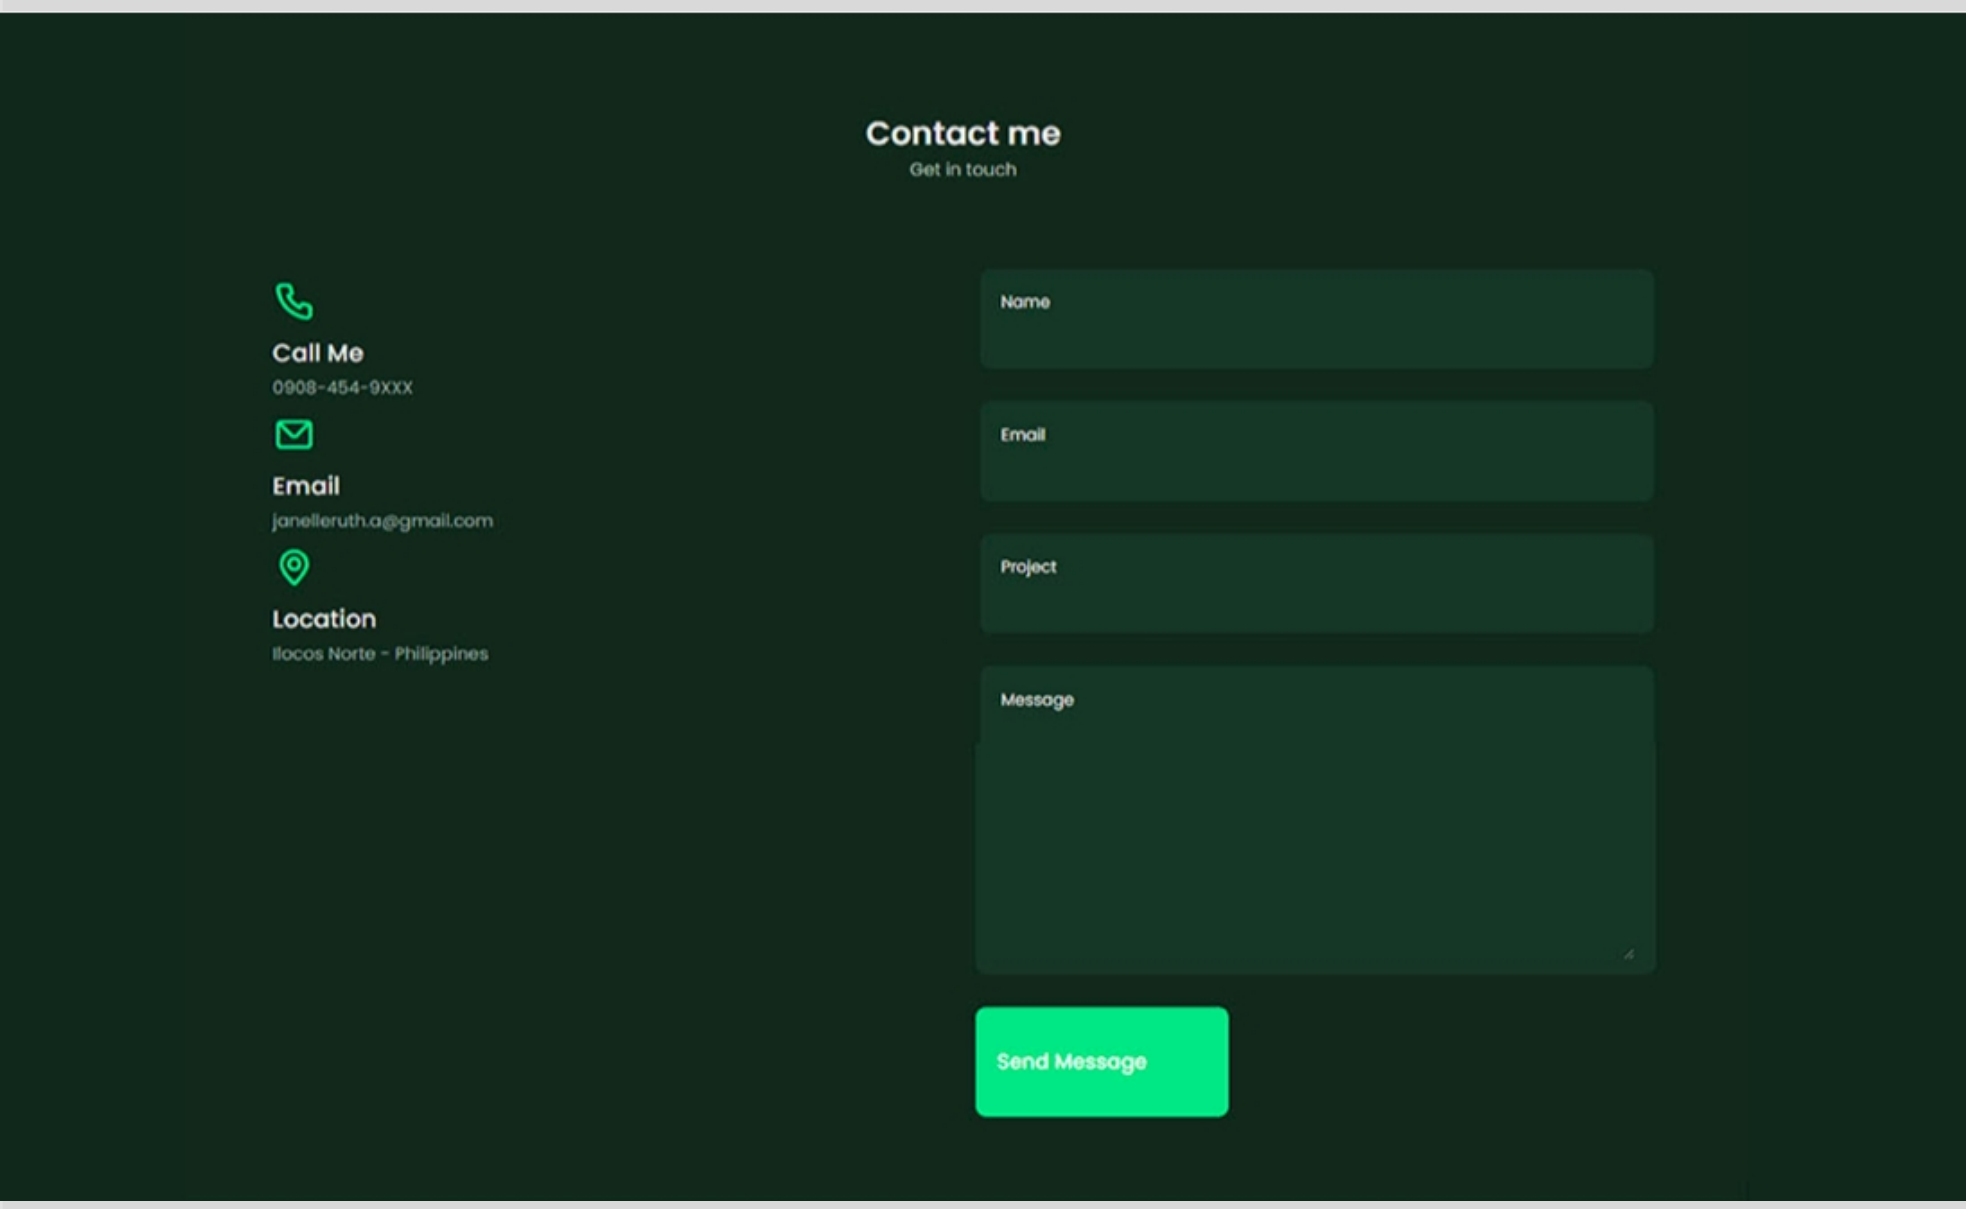 Contact me
Get in touch
Call Me
0908-454-9XXX
Email
janelleruth.a@gmail.com
Location
Ilocos Norte - Philippines
Name
Email
Project
Message
Send Message